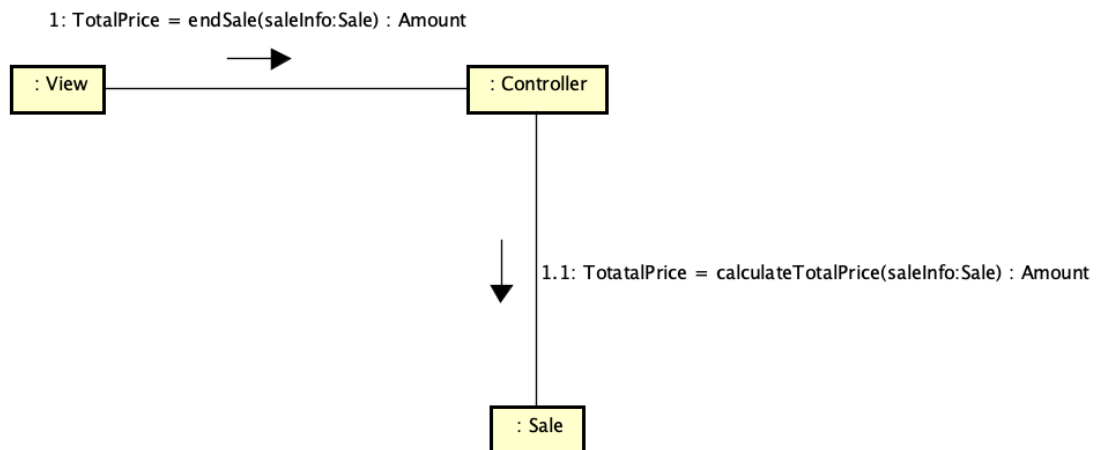 1: TotalPrice = endSale(saleInfo:Sale) : Amount
: View
: Controller
1.1: TotatalPrice = calculateTotalPrice(saleInfo:Sale) : Amount
: Sale